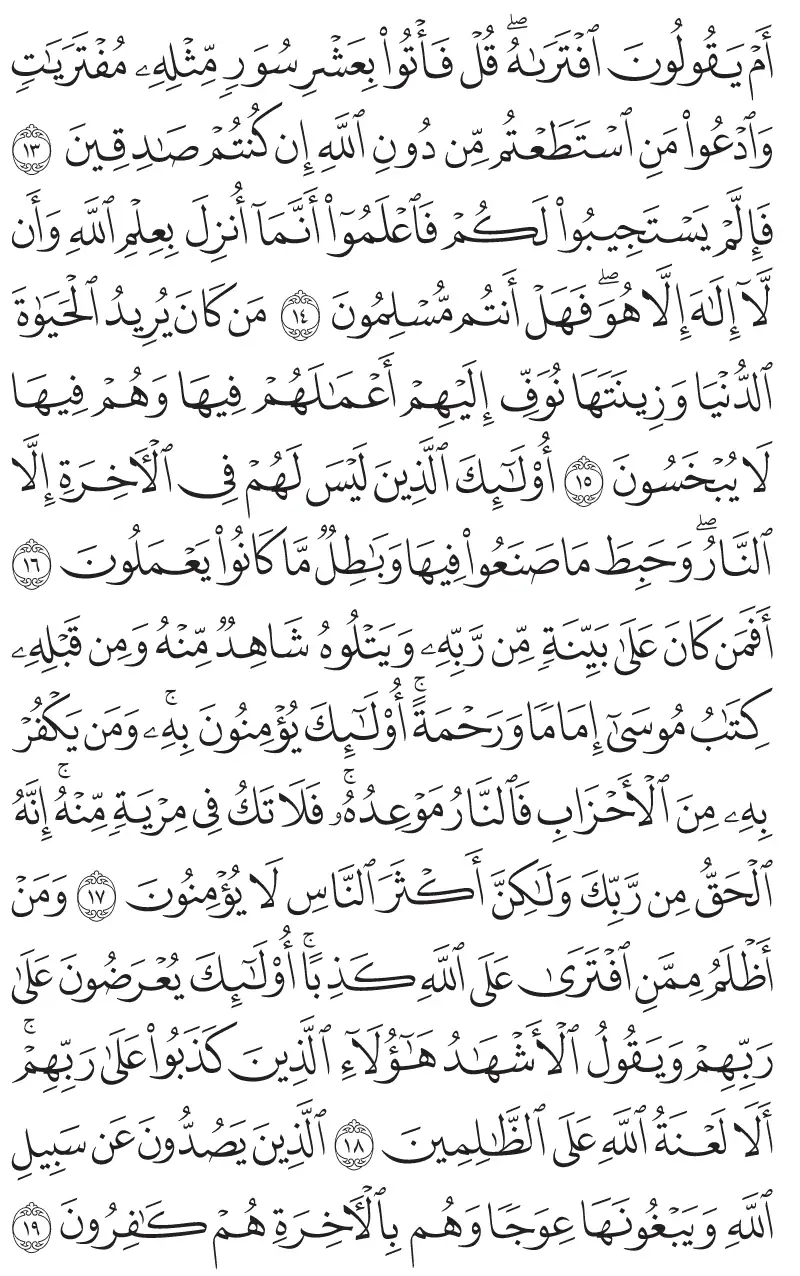 أَمْ يَقُولُونَ ٱفْتَرَىٰهُ ۖ قُلْ فَأْتُوا۟ بِعَشْرِ سُوَرٍ مِّثْلِهِۦ مُفْتَرَيَٰتٍ
وَٱدْعُوا۟ مَنِ ٱسْتَطَعْتُم مِّن دُونِ ٱللَّهِ إِن كُنتُمْ صَٰدِقِينَ ١٣
فَإِلَّمْ يَسْتَجِيبُوا۟ لَكُمْ فَٱعْلَمُوٓا۟ أَنَّمَآ أُنزِلَ بِعِلْمِ ٱللَّهِ وَأَن
لَّآ إِلَٰهَ إِلَّا هُوَ ۖ فَهَلْ أَنتُم مُّسْلِمُونَ ١٤ مَن كَانَ يُرِيدُ ٱلْحَيَوٰةَ
ٱلدُّنْيَا وَزِينَتَهَا نُوَفِّ إِلَيْهِمْ أَعْمَٰلَهُمْ فِيهَا وَهُمْ فِيهَا
لَا يُبْخَسُونَ ١٥ أُو۟لَٰٓئِكَ ٱلَّذِينَ لَيْسَ لَهُمْ فِى ٱلْءَاخِرَةِ إِلَّا
ٱلنَّارُ ۖ وَحَبِطَ مَا صَنَعُوا۟ فِيهَا وَبَٰطِلٌ مَّا كَانُوا۟ يَعْمَلُونَ ١٦
أَفَمَن كَانَ عَلَىٰ بَيِّنَةٍ مِّن رَّبِّهِۦ وَيَتْلُوهُ شَاهِدٌ مِّنْهُ وَمِن قَبْلِهِۦ
كِتَٰبُ مُوسَىٰٓ إِمَامًا وَرَحْمَةً ۚ أُو۟لَٰٓئِكَ يُؤْمِنُونَ بِهِۦ ۚ وَمَن يَكْفُرْ
بِهِۦ مِنَ ٱلْأَحْزَابِ فَٱلنَّارُ مَوْعِدُهُۥ ۚ فَلَا تَكُ فِى مِرْيَةٍ مِّنْهُ ۚ إِنَّهُ
ٱلْحَقُّ مِن رَّبِّكَ وَلَٰكِنَّ أَكْثَرَ ٱلنَّاسِ لَا يُؤْمِنُونَ ١٧ وَمَنْ
أَظْلَمُ مِمَّنِ ٱفْتَرَىٰ عَلَى ٱللَّهِ كَذِبًا ۚ أُو۟لَٰٓئِكَ يُعْرَضُونَ عَلَىٰ
رَبِّهِمْ وَيَقُولُ ٱلْأَشْهَٰدُ هَٰٓؤُلَآءِ ٱلَّذِينَ كَذَبُوا۟ عَلَىٰ رَبِّهِمْ ۚ
أَلَا لَعْنَةُ ٱللَّهِ عَلَى ٱلظَّٰلِمِينَ ١٨ ٱلَّذِينَ يَصُدُّونَ عَن سَبِيلِ
ٱللَّهِ وَيَبْغُونَهَا عِوَجًا وَهُم بِٱلْءَاخِرَةِ هُمْ كَٰفِرُونَ ١٩